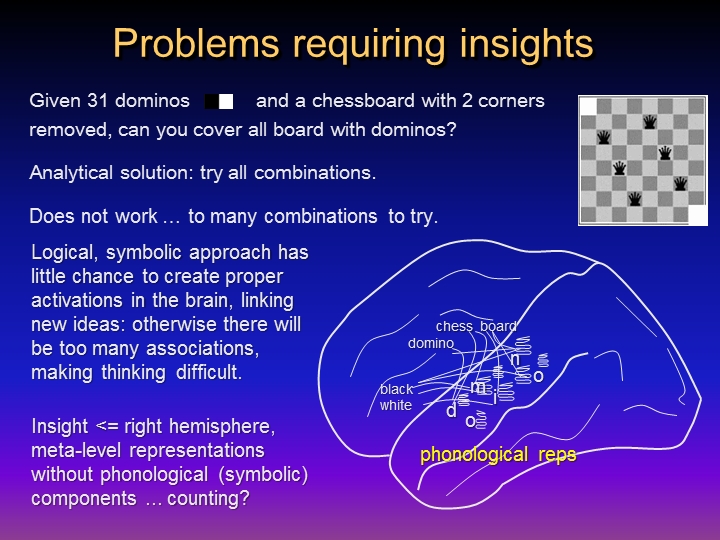 Problems requiring insights
Given 31 dominos and a chessboard with 2 corners
removed, can you cover all board with dominos?
Analytical solution: try all combinations.
Does not work … to many combinations to try.
Logical, symbolic approach has
little chance to create proper
activations in the brain, linking
new ideas: otherwise there will
be too many associations,
making thinking difficult.
Insight <= right hemisphere,
meta-level representations
without phonological (symbolic)
components ... counting?
chess board
domino
black
white
n
o
m
i
d
o
phonological reps